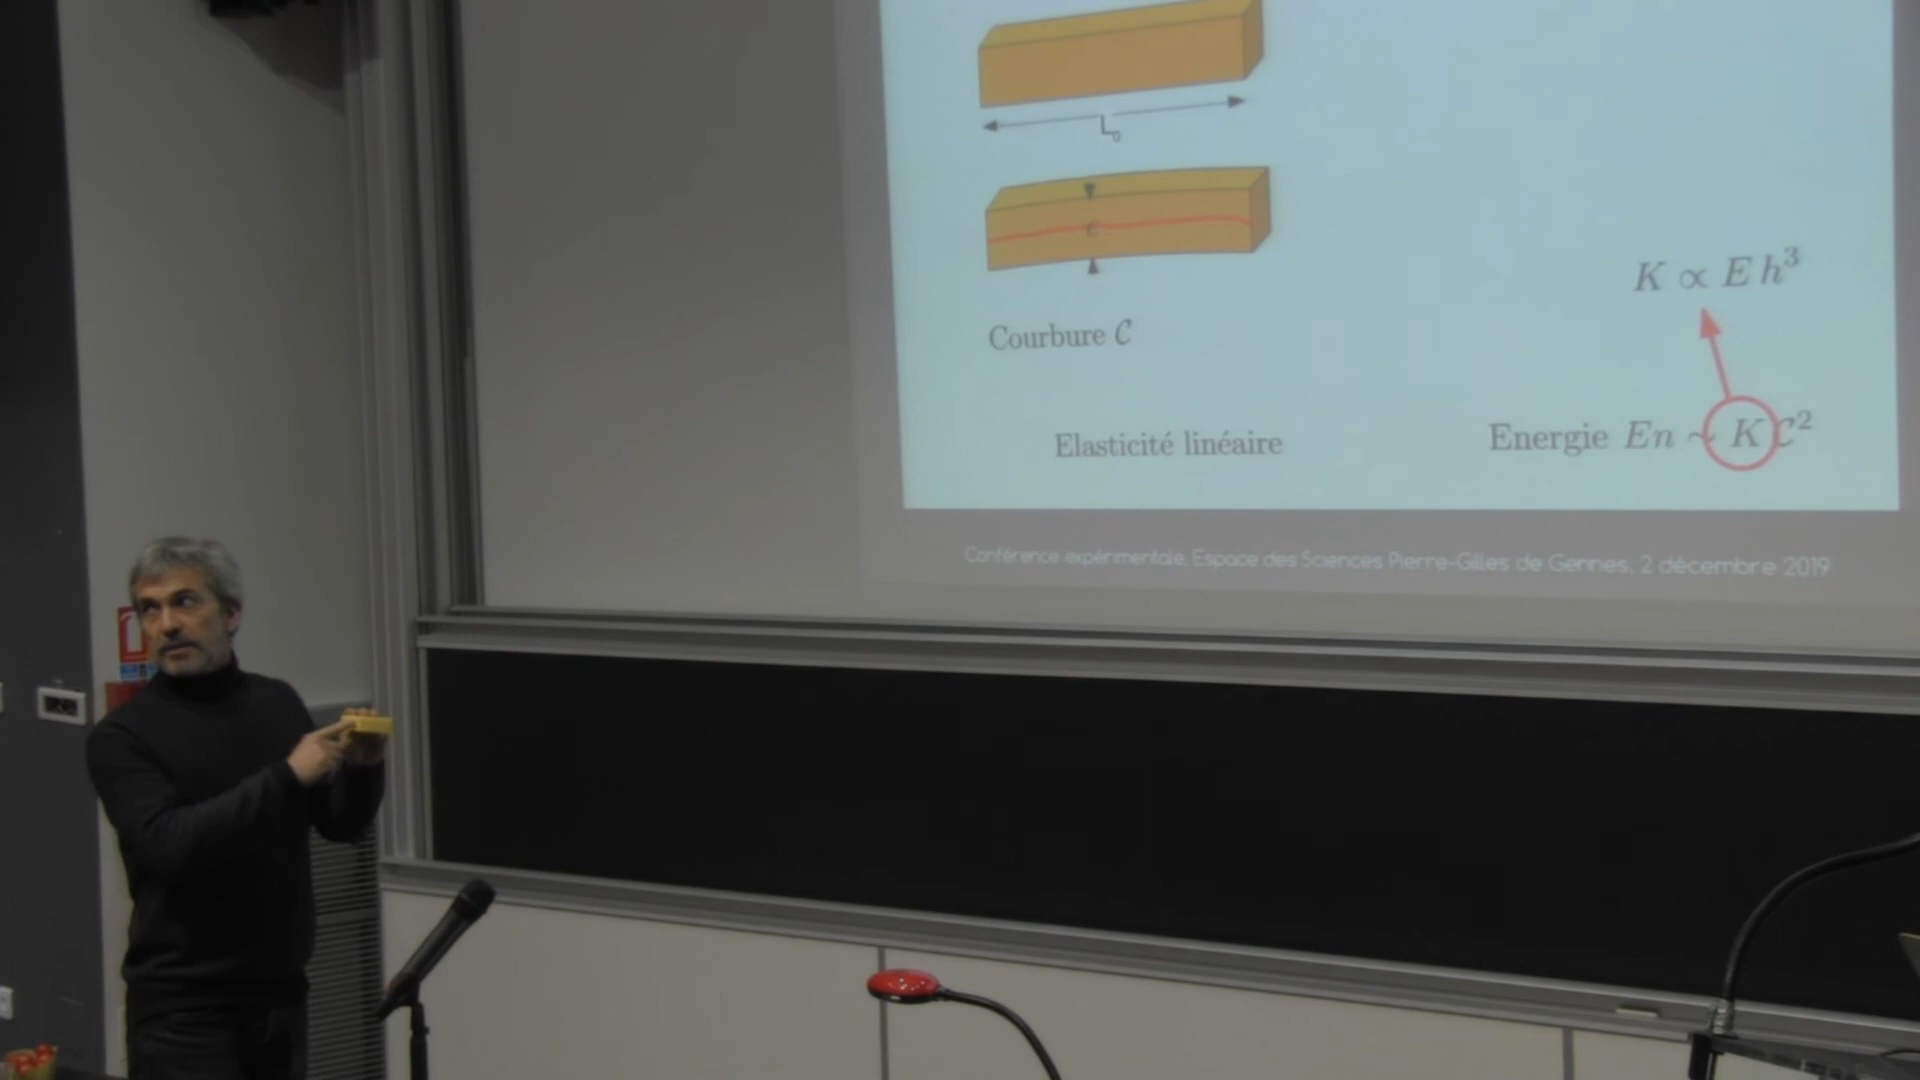 L₀
e
Courbure C
K ∝ E h³
Elasticité linéaire
Energie En ~ K C²
Conférence expérimentale, Espace des Sciences Pierre-Gilles de Gennes, 2 décembre 2019